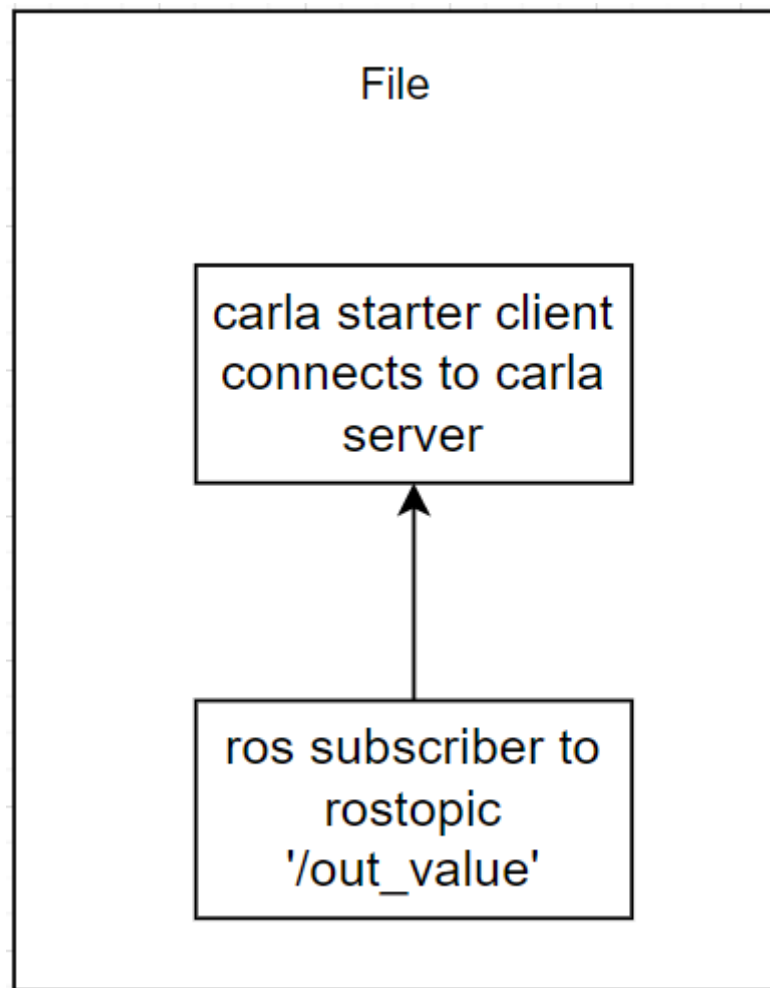 File
carla starter client
connects to carla
server
ros subscriber to
rostopic
'/out_value'